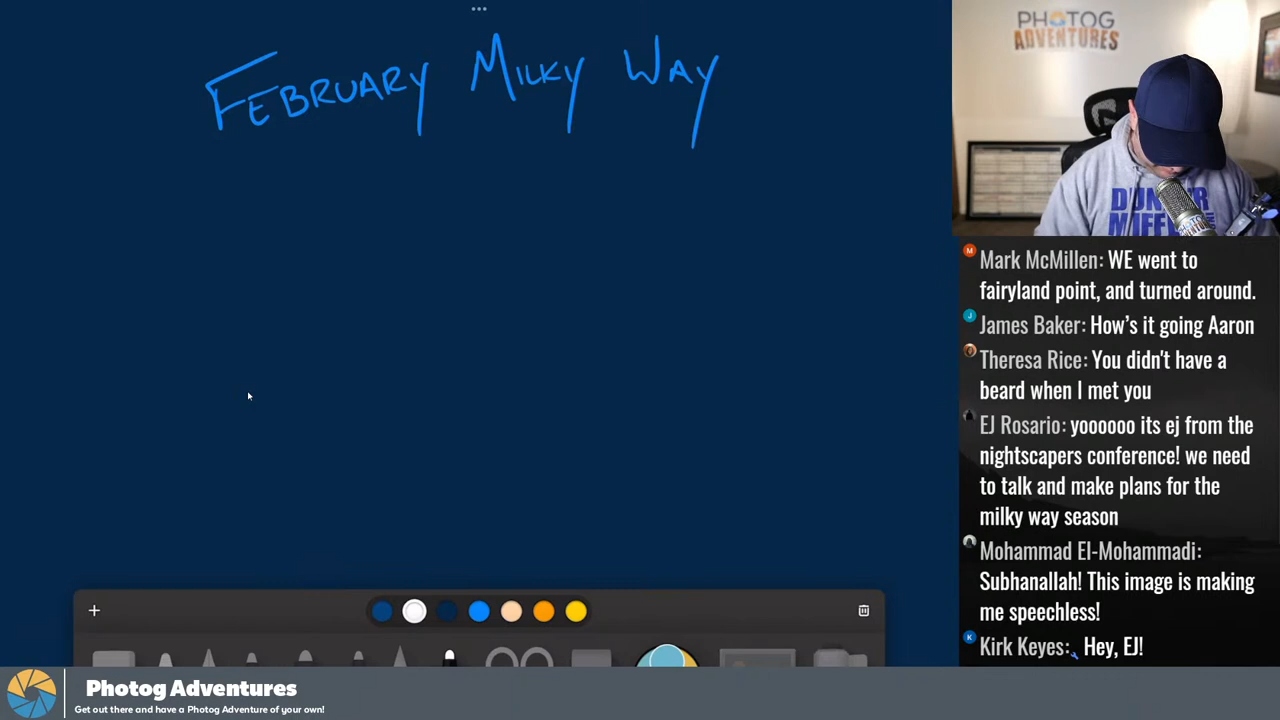 FEBRUARY MILKY WAY
PHOTOG
ADVENTURES
MIFFLIN
Mark McMillen: WE went to
fairyland point, and turned around.
James Baker: How’s it going Aaron
Theresa Rice: You didn't have a
beard when I met you
EJ Rosario: yoooooo its ej from the
nightscapers conference! we need
to talk and make plans for the
milky way season
Mohammad El-Mohammadi:
Subhanallah! This image is making
me speechless!
Kirk Keyes: Hey, EJ!
Photog Adventures
Get out there and have a Photog Adventure of your own!